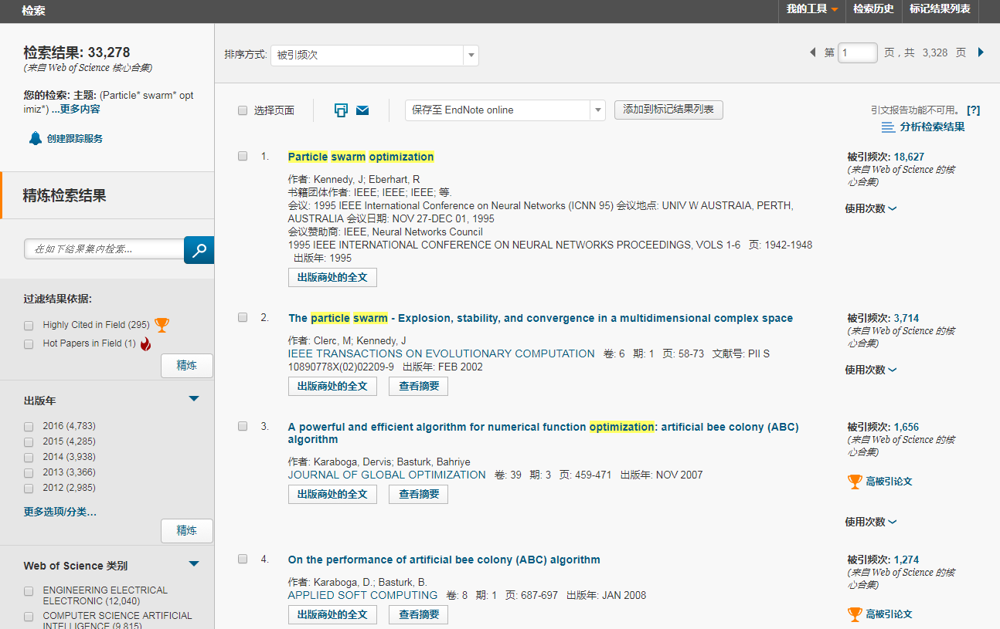 检索
我的工具 检索历史 标记结果列表
检索结果: 33,278
(来自 Web of Science 核心合集)
您的检索: 主题: (Particle* swarm* opt
imiz*) ...更多内容
创建跟踪服务
精炼检索结果
在如下结果集内检索...
过滤结果依据:
Highly Cited in Field (295)
Hot Papers in Field (1)
精炼
出版年
2016 (4,783)
2015 (4,285)
2014 (3,938)
2013 (3,366)
2012 (2,985)
更多选项/分类...
精炼
Web of Science 类别
ENGINEERING ELECTRICAL
ELECTRONIC (12,040)
COMPUTER SCIENCE ARTIFICIAL
INTELLIGENCE (9,815)
排序方式: 被引频次
第 1 页 , 共 3,328 页
选择页面 保存至 EndNote online 添加到标记结果列表
引文报告功能不可用。 [?]
分析检索结果
1. Particle swarm optimization
作者: Kennedy, J; Eberhart, R
书籍团体作者: IEEE; IEEE; IEEE; 等.
会议: 1995 IEEE International Conference on Neural Networks (ICNN 95) 会议地点: UNIV W AUSTRAIA, PERTH,
AUSTRALIA 会议日期: NOV 27-DEC 01, 1995
会议赞助商: IEEE, Neural Networks Council
1995 IEEE INTERNATIONAL CONFERENCE ON NEURAL NETWORKS PROCEEDINGS, VOLS 1-6 页: 1942-1948
出版年: 1995
出版商处的全文
被引频次: 18,627
(来自 Web of Science 的核
心合集)
使用次数
2. The particle swarm - Explosion, stability, and convergence in a multidimensional complex space
作者: Clerc, M; Kennedy, J
IEEE TRANSACTIONS ON EVOLUTIONARY COMPUTATION 卷: 6 期: 1 页: 58-73 文献号: PII S
10890778X(02)02209-9 出版年: FEB 2002
出版商处的全文 查看摘要
被引频次: 3,714
(来自 Web of Science 的核
心合集)
使用次数
3. A powerful and efficient algorithm for numerical function optimization: artificial bee colony (ABC)
algorithm
作者: Karaboga, Dervis; Basturk, Bahriye
JOURNAL OF GLOBAL OPTIMIZATION 卷: 39 期: 3 页: 459-471 出版年: NOV 2007
出版商处的全文 查看摘要
被引频次: 1,656
(来自 Web of Science 的核
心合集)
高被引论文
使用次数
4. On the performance of artificial bee colony (ABC) algorithm
作者: Karaboga, D.; Basturk, B.
APPLIED SOFT COMPUTING 卷: 8 期: 1 页: 687-697 出版年: JAN 2008
出版商处的全文 查看摘要
被引频次: 1,274
(来自 Web of Science 的核
心合集)
高被引论文